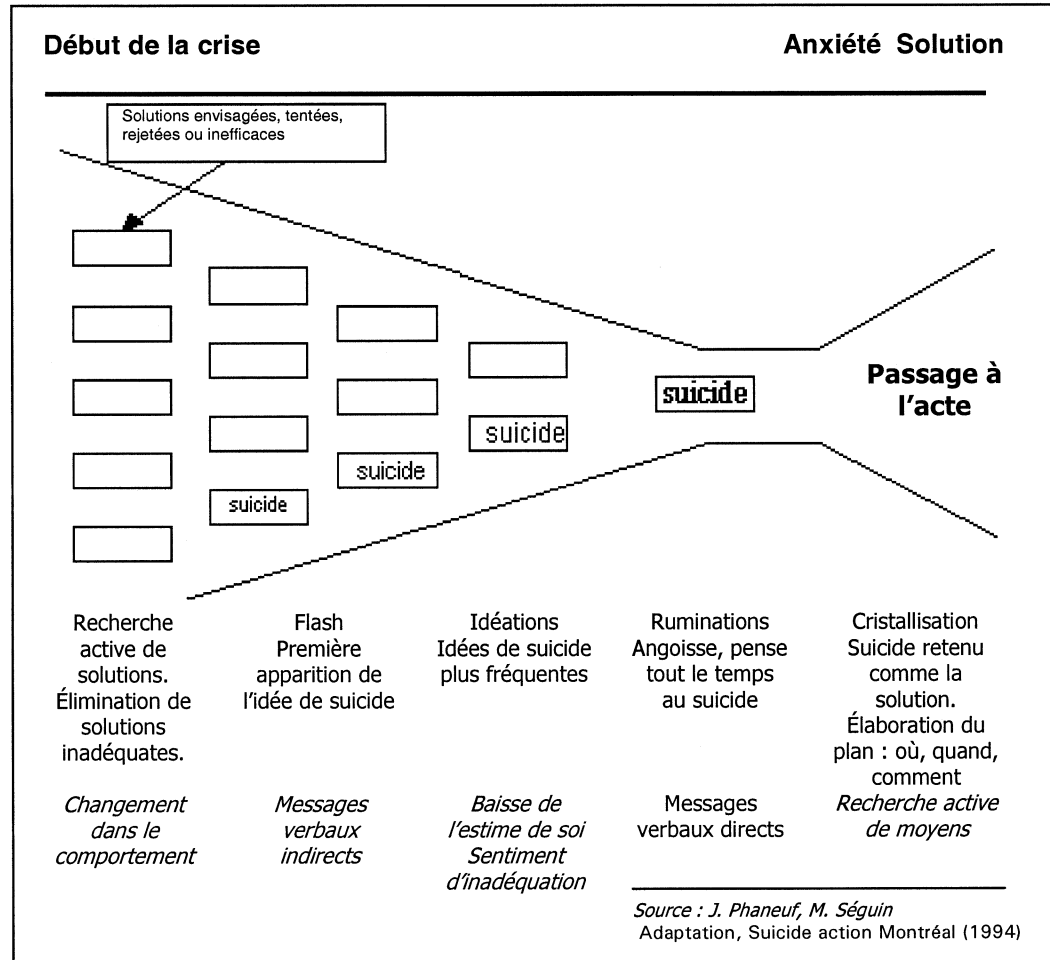 Début de la crise
Anxiété Solution
Solutions envisagées, tentées,
rejetées ou inefficaces
suicide
suicide
suicide
suicide
Passage à
l'acte
Recherche
active de
solutions.
Élimination de
solutions
inadéquates.
Flash
Première
apparition de
l'idée de suicide
Idéations
Idées de suicide
plus fréquentes
Ruminations
Angoisse, pense
tout le temps
au suicide
Cristallisation
Suicide retenu
comme la
solution.
Élaboration du
plan : où, quand,
comment
Changement
dans le
comportement
Messages
verbaux
indirects
Baisse de
l'estime de soi
Sentiment
d'inadéquation
Messages
verbaux directs
Recherche active
de moyens
Source : J. Phaneuf, M. Séguin
Adaptation, Suicide action Montréal (1994)